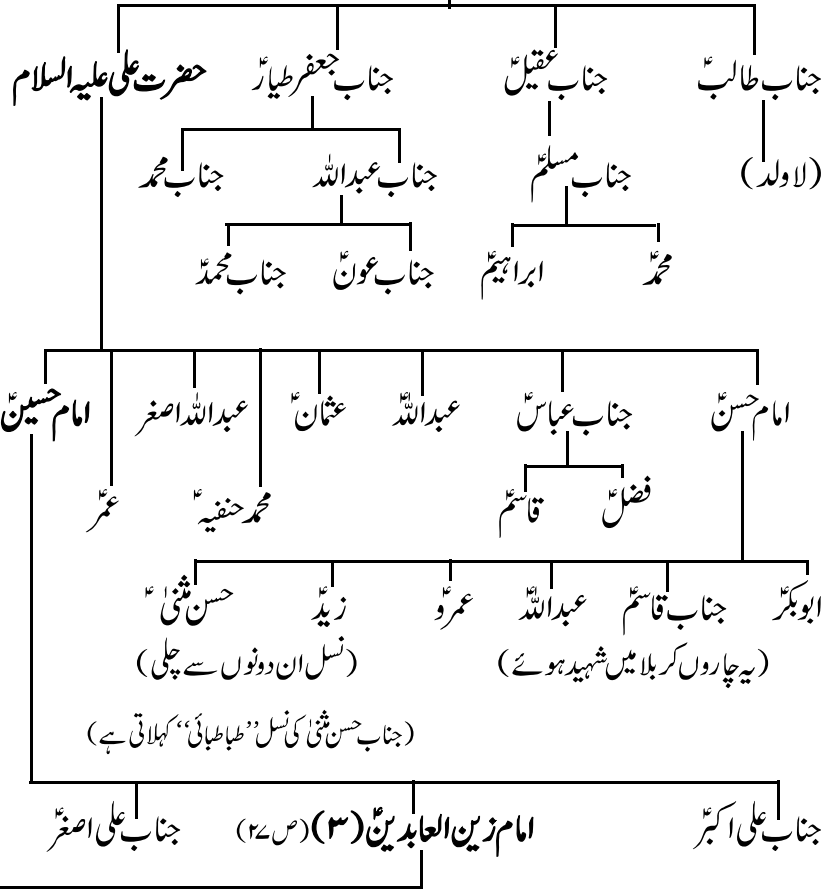 جناب طالبؑ جناب عقیلؑ جناب جعفر طیارؑ حضرت علی علیہ السلام
(لا ولد) جناب مسلمؑ جناب عبداللہ جناب محمد
محمدؑ ابراہیمؑ جناب عونؑ جناب محمدؑ
امام حسنؑ جناب عباسؑ عبداللہؑ عثمانؑ عبداللہ اصغر امام حسینؑ
فضلؑ قاسمؑ محمد حنفیہؑ عمرؑ
ابوبکرؑ جناب قاسمؑ عبداللہؑ عمروؑ زیدؑ حسن مثنیٰؑ
(یہ چاروں کربلا میں شہید ہوئے) (نسل ان دونوں سے چلی)
(جناب حسن مثنیٰ کی نسل ”طباطبائی“ کہلاتی ہے)
جناب علی اکبرؑ امام زین العابدینؑ (۳) (ص ۲۷) جناب علی اصغرؑ